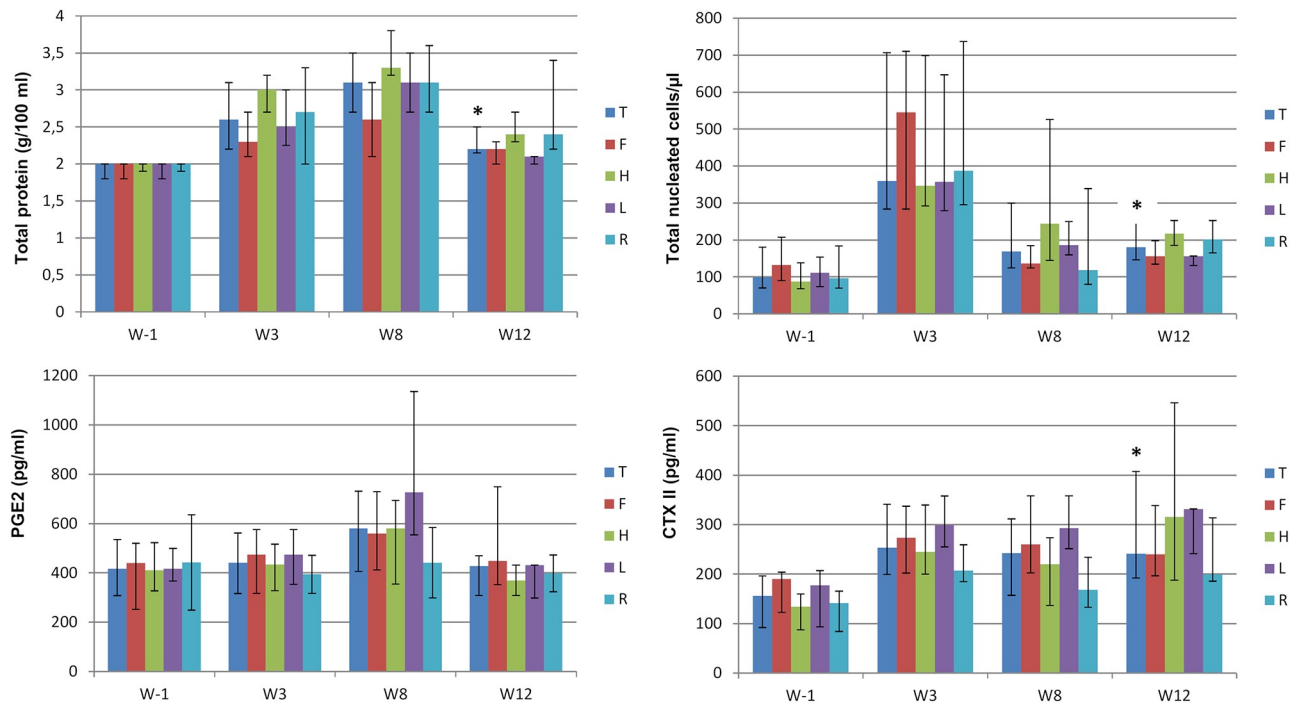 Total protein (g/100 ml)
4
3,5
3
2,5
2
1,5
1
0,5
0
*
W-1 W3 W8 W12
T
F
H
L
R
Total nucleated cells/µl
800
700
600
500
400
300
200
100
0
*
W-1 W3 W8 W12
T
F
H
L
R
PGE2 (pg/ml)
1200
1000
800
600
400
200
0
W-1 W3 W8 W12
T
F
H
L
R
CTX II (pg/ml)
600
500
400
300
200
100
0
*
W-1 W3 W8 W12
T
F
H
L
R